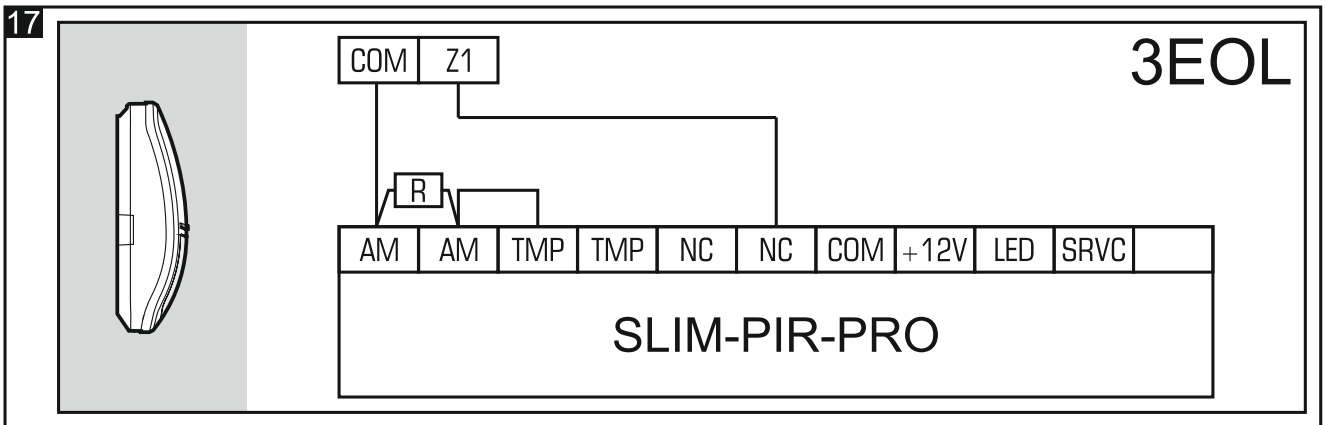 17
3EOL
COM Z1
R
AM AM TMP TMP NC NC COM +12V LED SRVC
SLIM-PIR-PRO